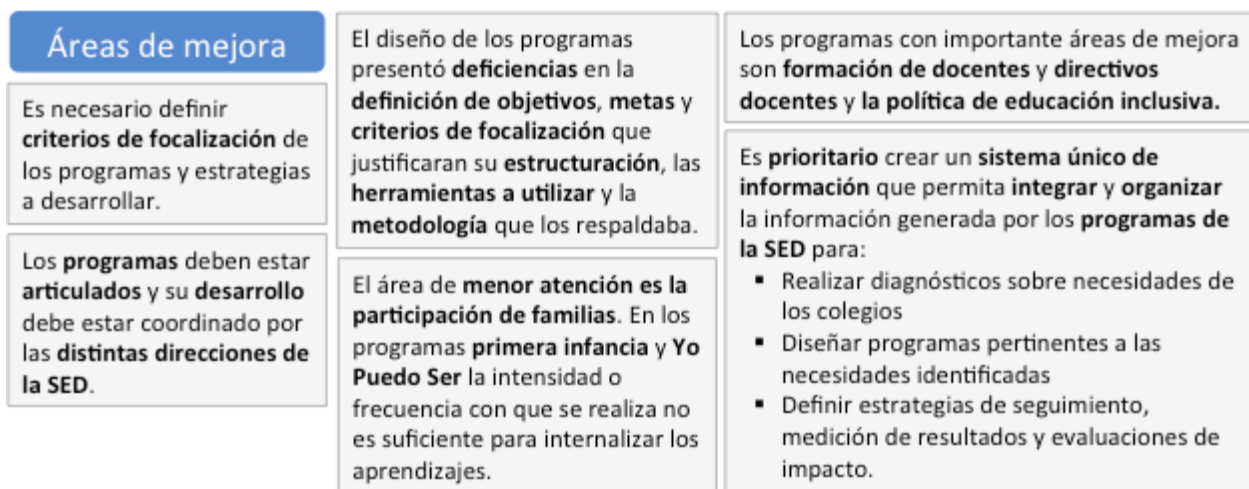 Áreas de mejora
Es necesario definir
criterios de focalización de
los programas y estrategias
a desarrollar.
Los programas deben estar
articulados y su desarrollo
debe estar coordinado por
las distintas direcciones de
la SED.
El diseño de los programas
presentó deficiencias en la
definición de objetivos, metas y
criterios de focalización que
justificaran su estructuración, las
herramientas a utilizar y la
metodología que los respaldaba.
El área de menor atención es la
participación de familias. En los
programas primera infancia y Yo
Puedo Ser la intensidad o
frecuencia con que se realiza no
es suficiente para internalizar los
aprendizajes.
Los programas con importante áreas de mejora
son formación de docentes y directivos
docentes y la política de educación inclusiva.
Es prioritario crear un sistema único de
información que permita integrar y organizar
la información generada por los programas de
la SED para:
▪ Realizar diagnósticos sobre necesidades de
los colegios
▪ Diseñar programas pertinentes a las
necesidades identificadas
▪ Definir estrategias de seguimiento,
medición de resultados y evaluaciones de
impacto.